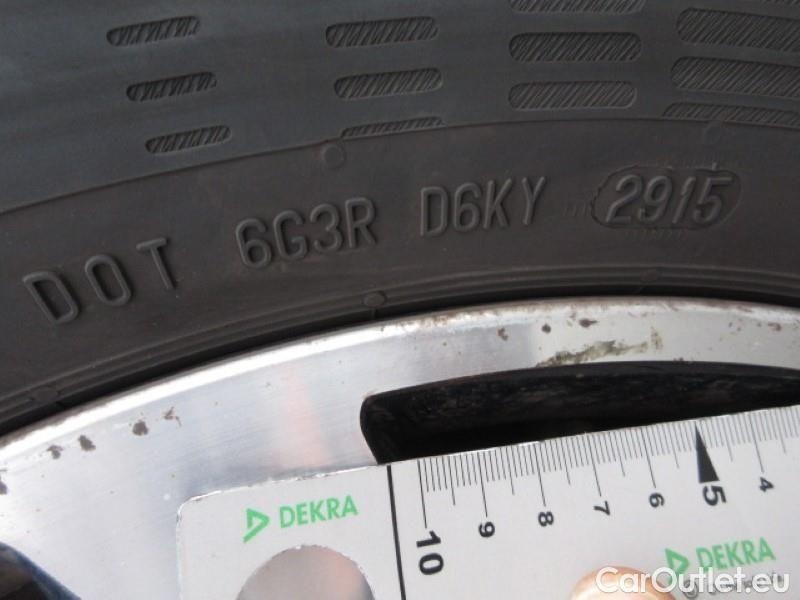 DOT 6G3R D6KY 2915
DEKRA
10 9 8 7 6 5 4
DEKRA
CarOutlet.eu